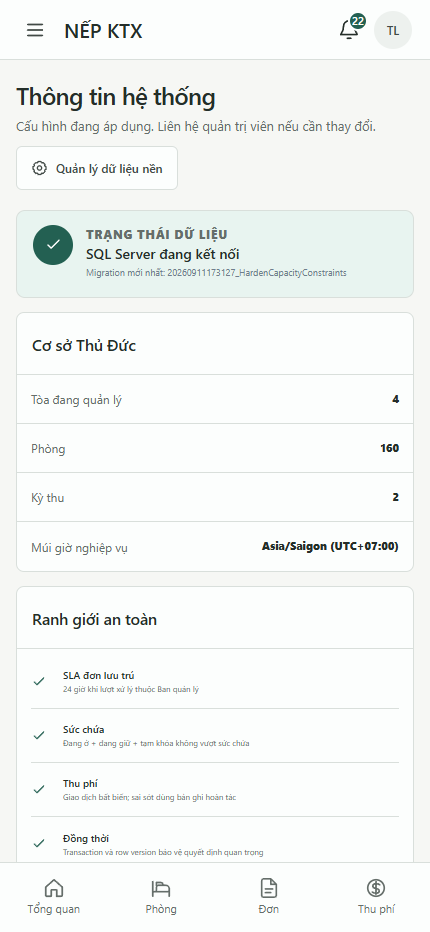 NẾP KTX
22
TL
Thông tin hệ thống
Cấu hình đang áp dụng. Liên hệ quản trị viên nếu cần thay đổi.
Quản lý dữ liệu nền
TRẠNG THÁI DỮ LIỆU
SQL Server đang kết nối
Migration mới nhất: 20260911173127_HardenCapacityConstraints
Cơ sở Thủ Đức
Tòa đang quản lý 4
Phòng 160
Kỳ thu 2
Múi giờ nghiệp vụ Asia/Saigon (UTC+07:00)
Ranh giới an toàn
SLA đơn lưu trú
24 giờ khi lượt xử lý thuộc Ban quản lý
Sức chứa
Đang ở + đang giữ + tạm khóa không vượt sức chứa
Thu phí
Giao dịch bất biến; sai sót dùng bản ghi hoàn tác
Đồng thời
Transaction và row version bảo vệ quyết định quan trọng
Tổng quan
Phòng
Đơn
Thu phí